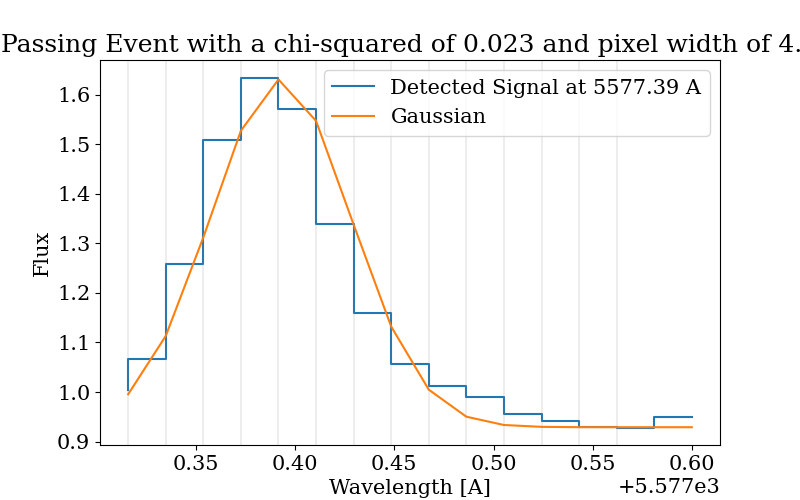 Passing Event with a chi-squared of 0.023 and pixel width of 4.
Detected Signal at 5577.39 A
Gaussian
Flux
1.6
1.5
1.4
1.3
1.2
1.1
1.0
0.9
0.35 0.40 0.45 0.50 0.55 0.60
Wavelength [A] +5.577e3